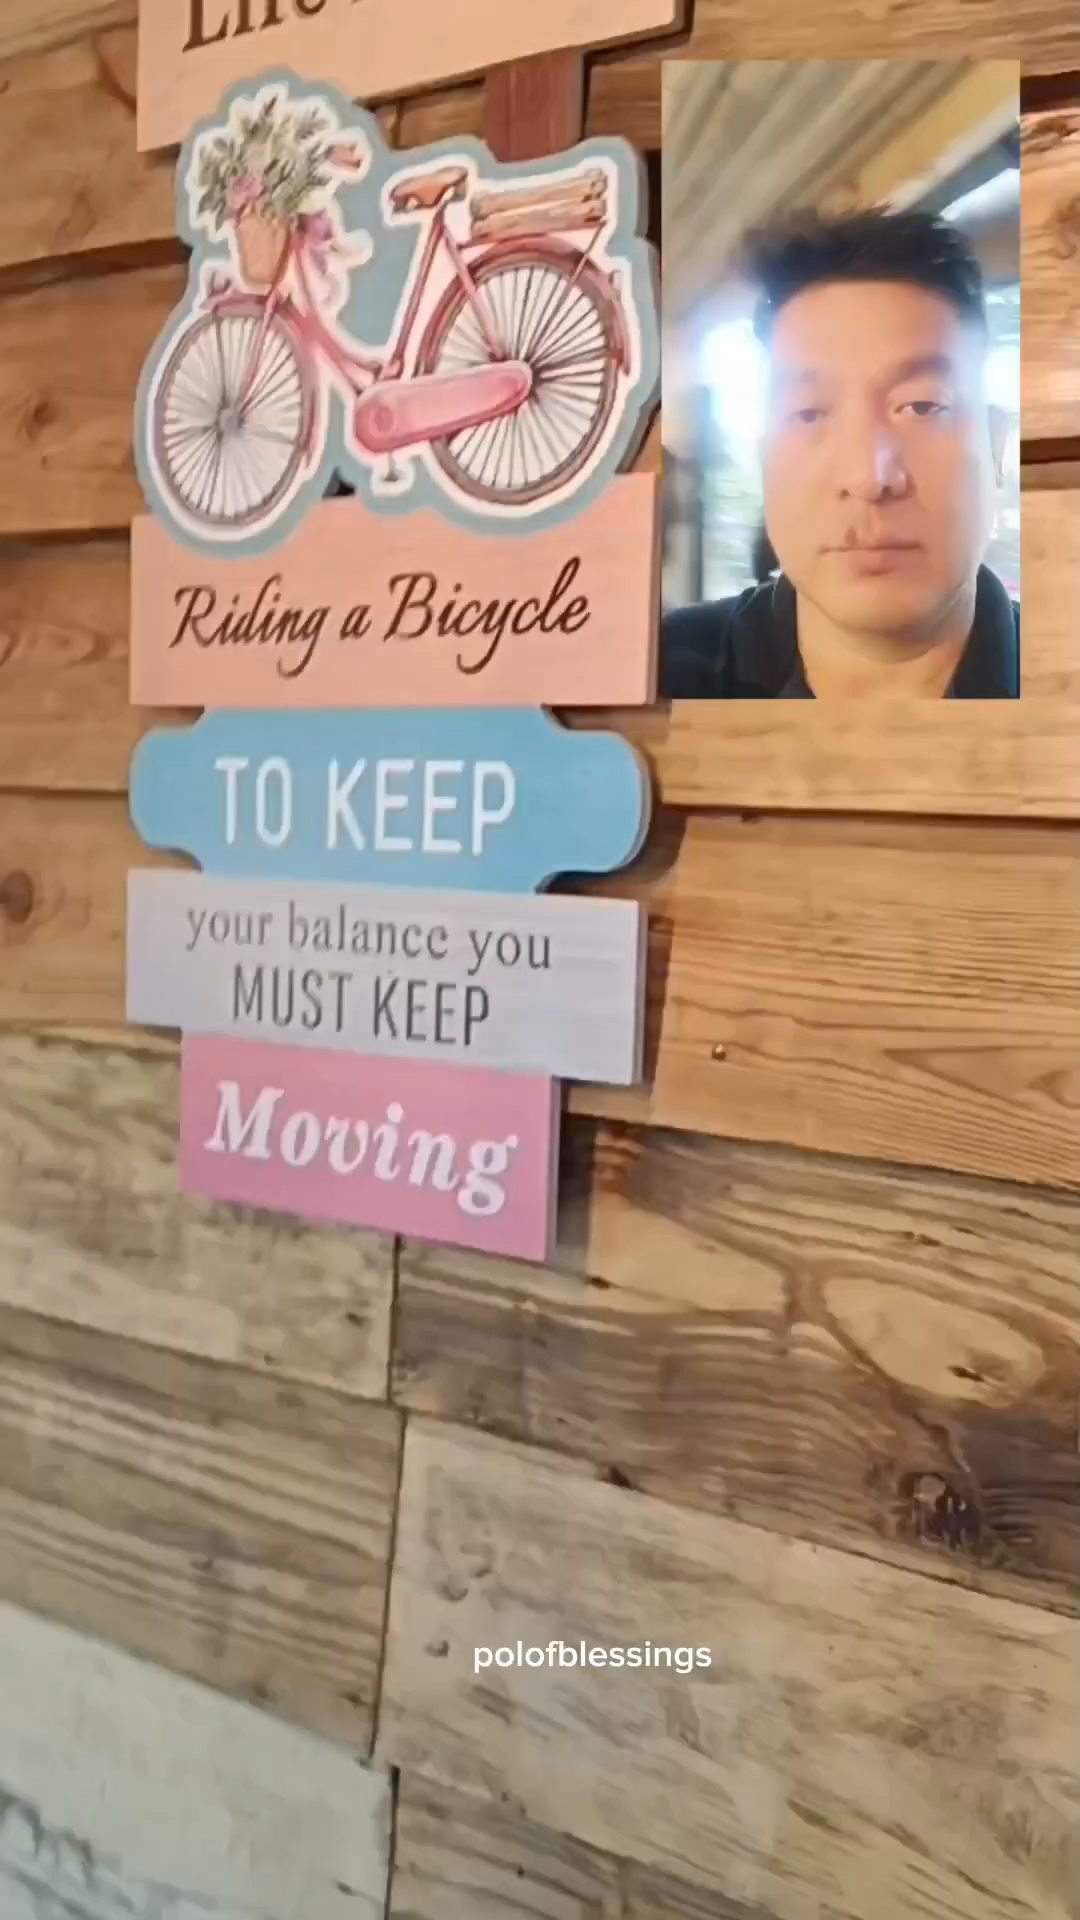 Riding a Bicycle
TO KEEP
your balance you
MUST KEEP
Moving
polofblessings